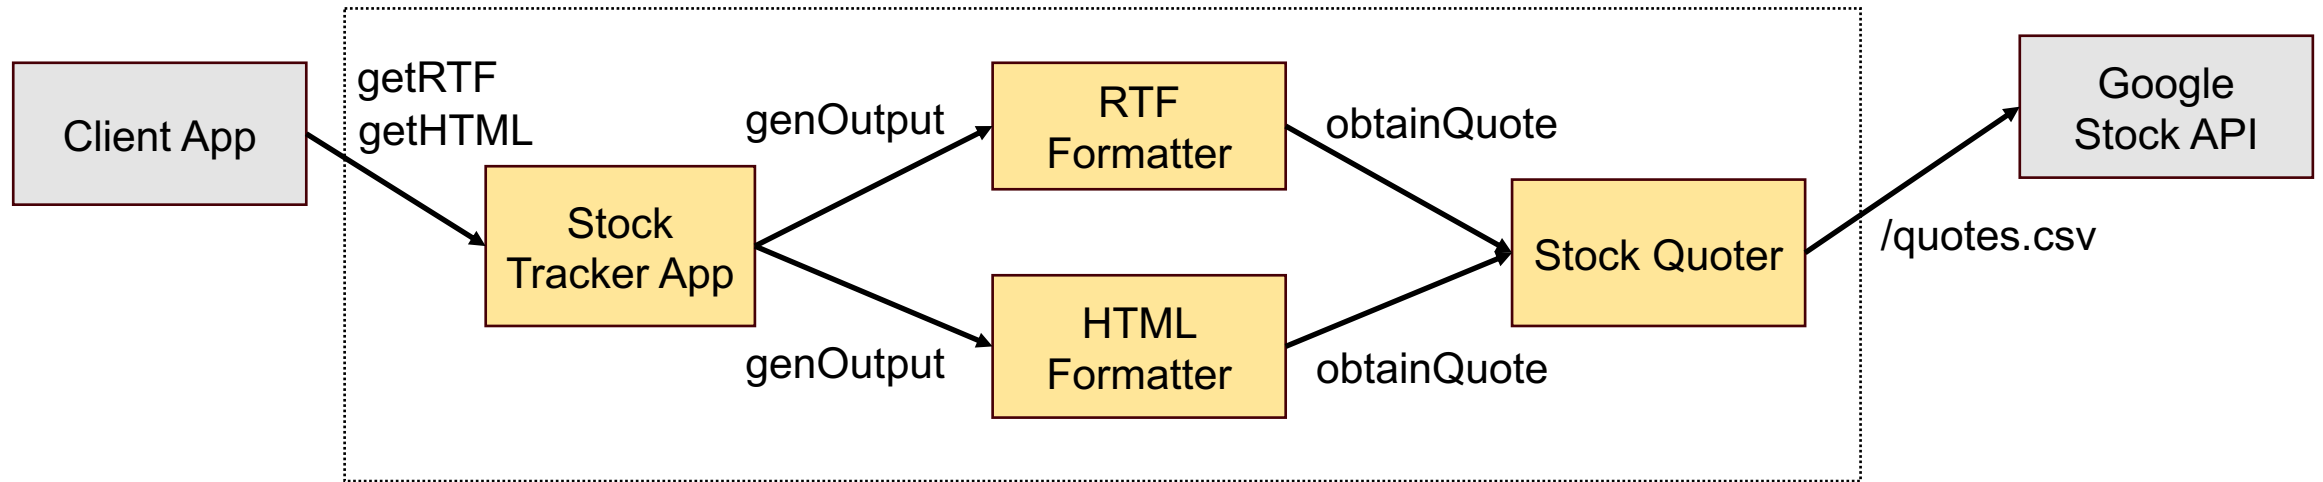 Client App
getRTF
getHTML
Stock
Tracker App
genOutput
genOutput
RTF
Formatter
HTML
Formatter
obtainQuote
obtainQuote
Stock Quoter
/quotes.csv
Google
Stock API